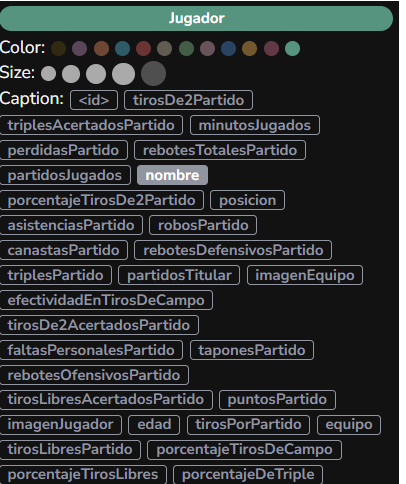 Jugador
Color:
Size:
Caption: <id> tirosDe2Partido
triplesAcertadosPartido minutosJugados
perdidasPartido rebotesTotalesPartido
partidosJugados nombre
porcentajeTirosDe2Partido posicion
asistenciasPartido robosPartido
canastasPartido rebotesDefensivosPartido
triplesPartido partidosTitular imagenEquipo
efectividadEnTirosDeCampo
tirosDe2AcertadosPartido
faltasPersonalesPartido taponesPartido
rebotesOfensivosPartido
tirosLibresAcertadosPartido puntosPartido
imagenJugador edad tirosPorPartido equipo
tirosLibresPartido porcentajeTirosDeCampo
porcentajeTirosLibres porcentajeDeTriple